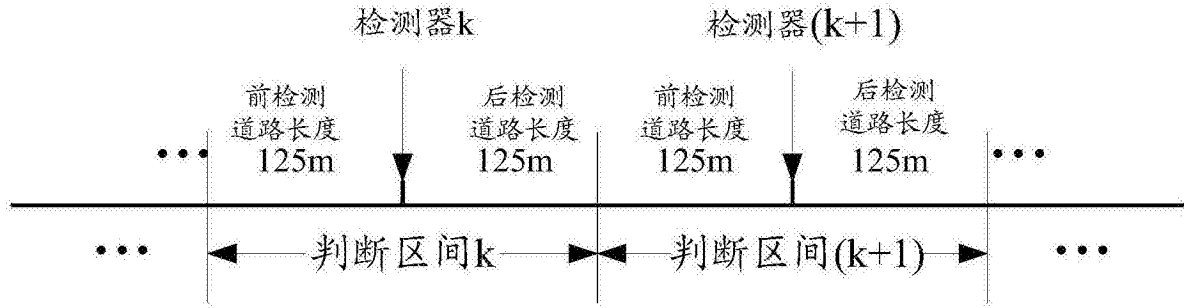 检测器k
检测器(k+1)
前检测
道路长度
125m
后检测
道路长度
125m
前检测
道路长度
125m
后检测
道路长度
125m
判断区间k
判断区间(k+1)